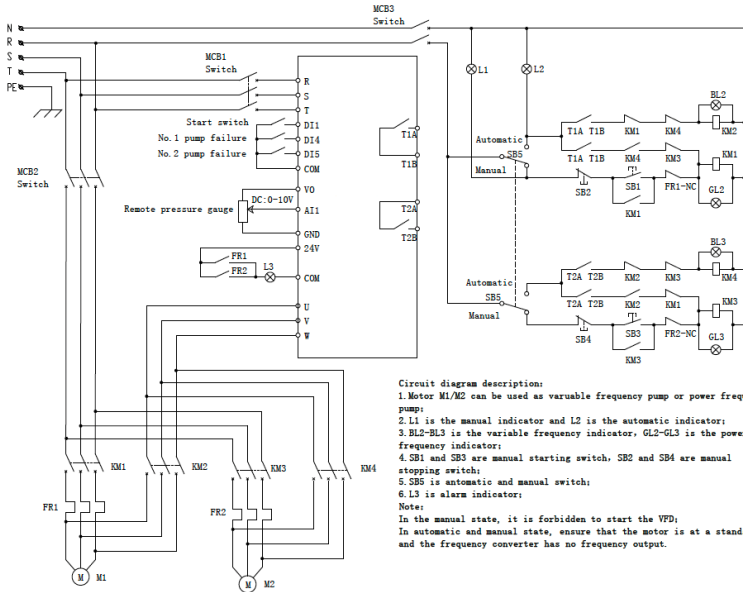 MCB3
Switch
N
R
S
T
PE
MCB1
Switch
MCB2
Switch
R
S
T
Start switch DI1
No.1 pump failure DI4
No.2 pump failure DI5
COM
VO
DC:0-10V
Remote pressure gauge AI1
GND
24V
FR1
FR2
L3
COM
U
V
W
T1A
T1B
T2A
T2B
L1
L2
Automatic
SB5
Manual
T1A T1B KM1 KM4
BL2
KM2
T1A T1B KM4 KM3
KM1
SB2
SB1
FR1-NC
GL2
KM1
Automatic
SB5
Manual
T2A T2B KM2 KM3
BL3
KM4
T2A T2B KM2 KM1
KM3
SB4
SB3
FR2-NC
GL3
KM3
KM1
KM2
KM3
KM4
FR1
FR2
M M1
M M2
Circuit diagram description:
1.Motor M1/M2 can be used as varuable frequency pump or power frequ
pump;
2.L1 is the manual indicator and L2 is the automatic indicator;
3.BL2-BL3 is the variable frequency indicator, GL2-GL3 is the power
frequency indicator;
4.SB1 and SB3 are manual starting switch, SB2 and SB4 are manual
stopping switch;
5.SB5 is antomatic and manual switch;
6.L3 is alarm indicator;
Note:
In the manual state, it is forbidden to start the VFD;
In automatic and manual state, ensure that the motor is at a stand
and the frequency converter has no frequency output.